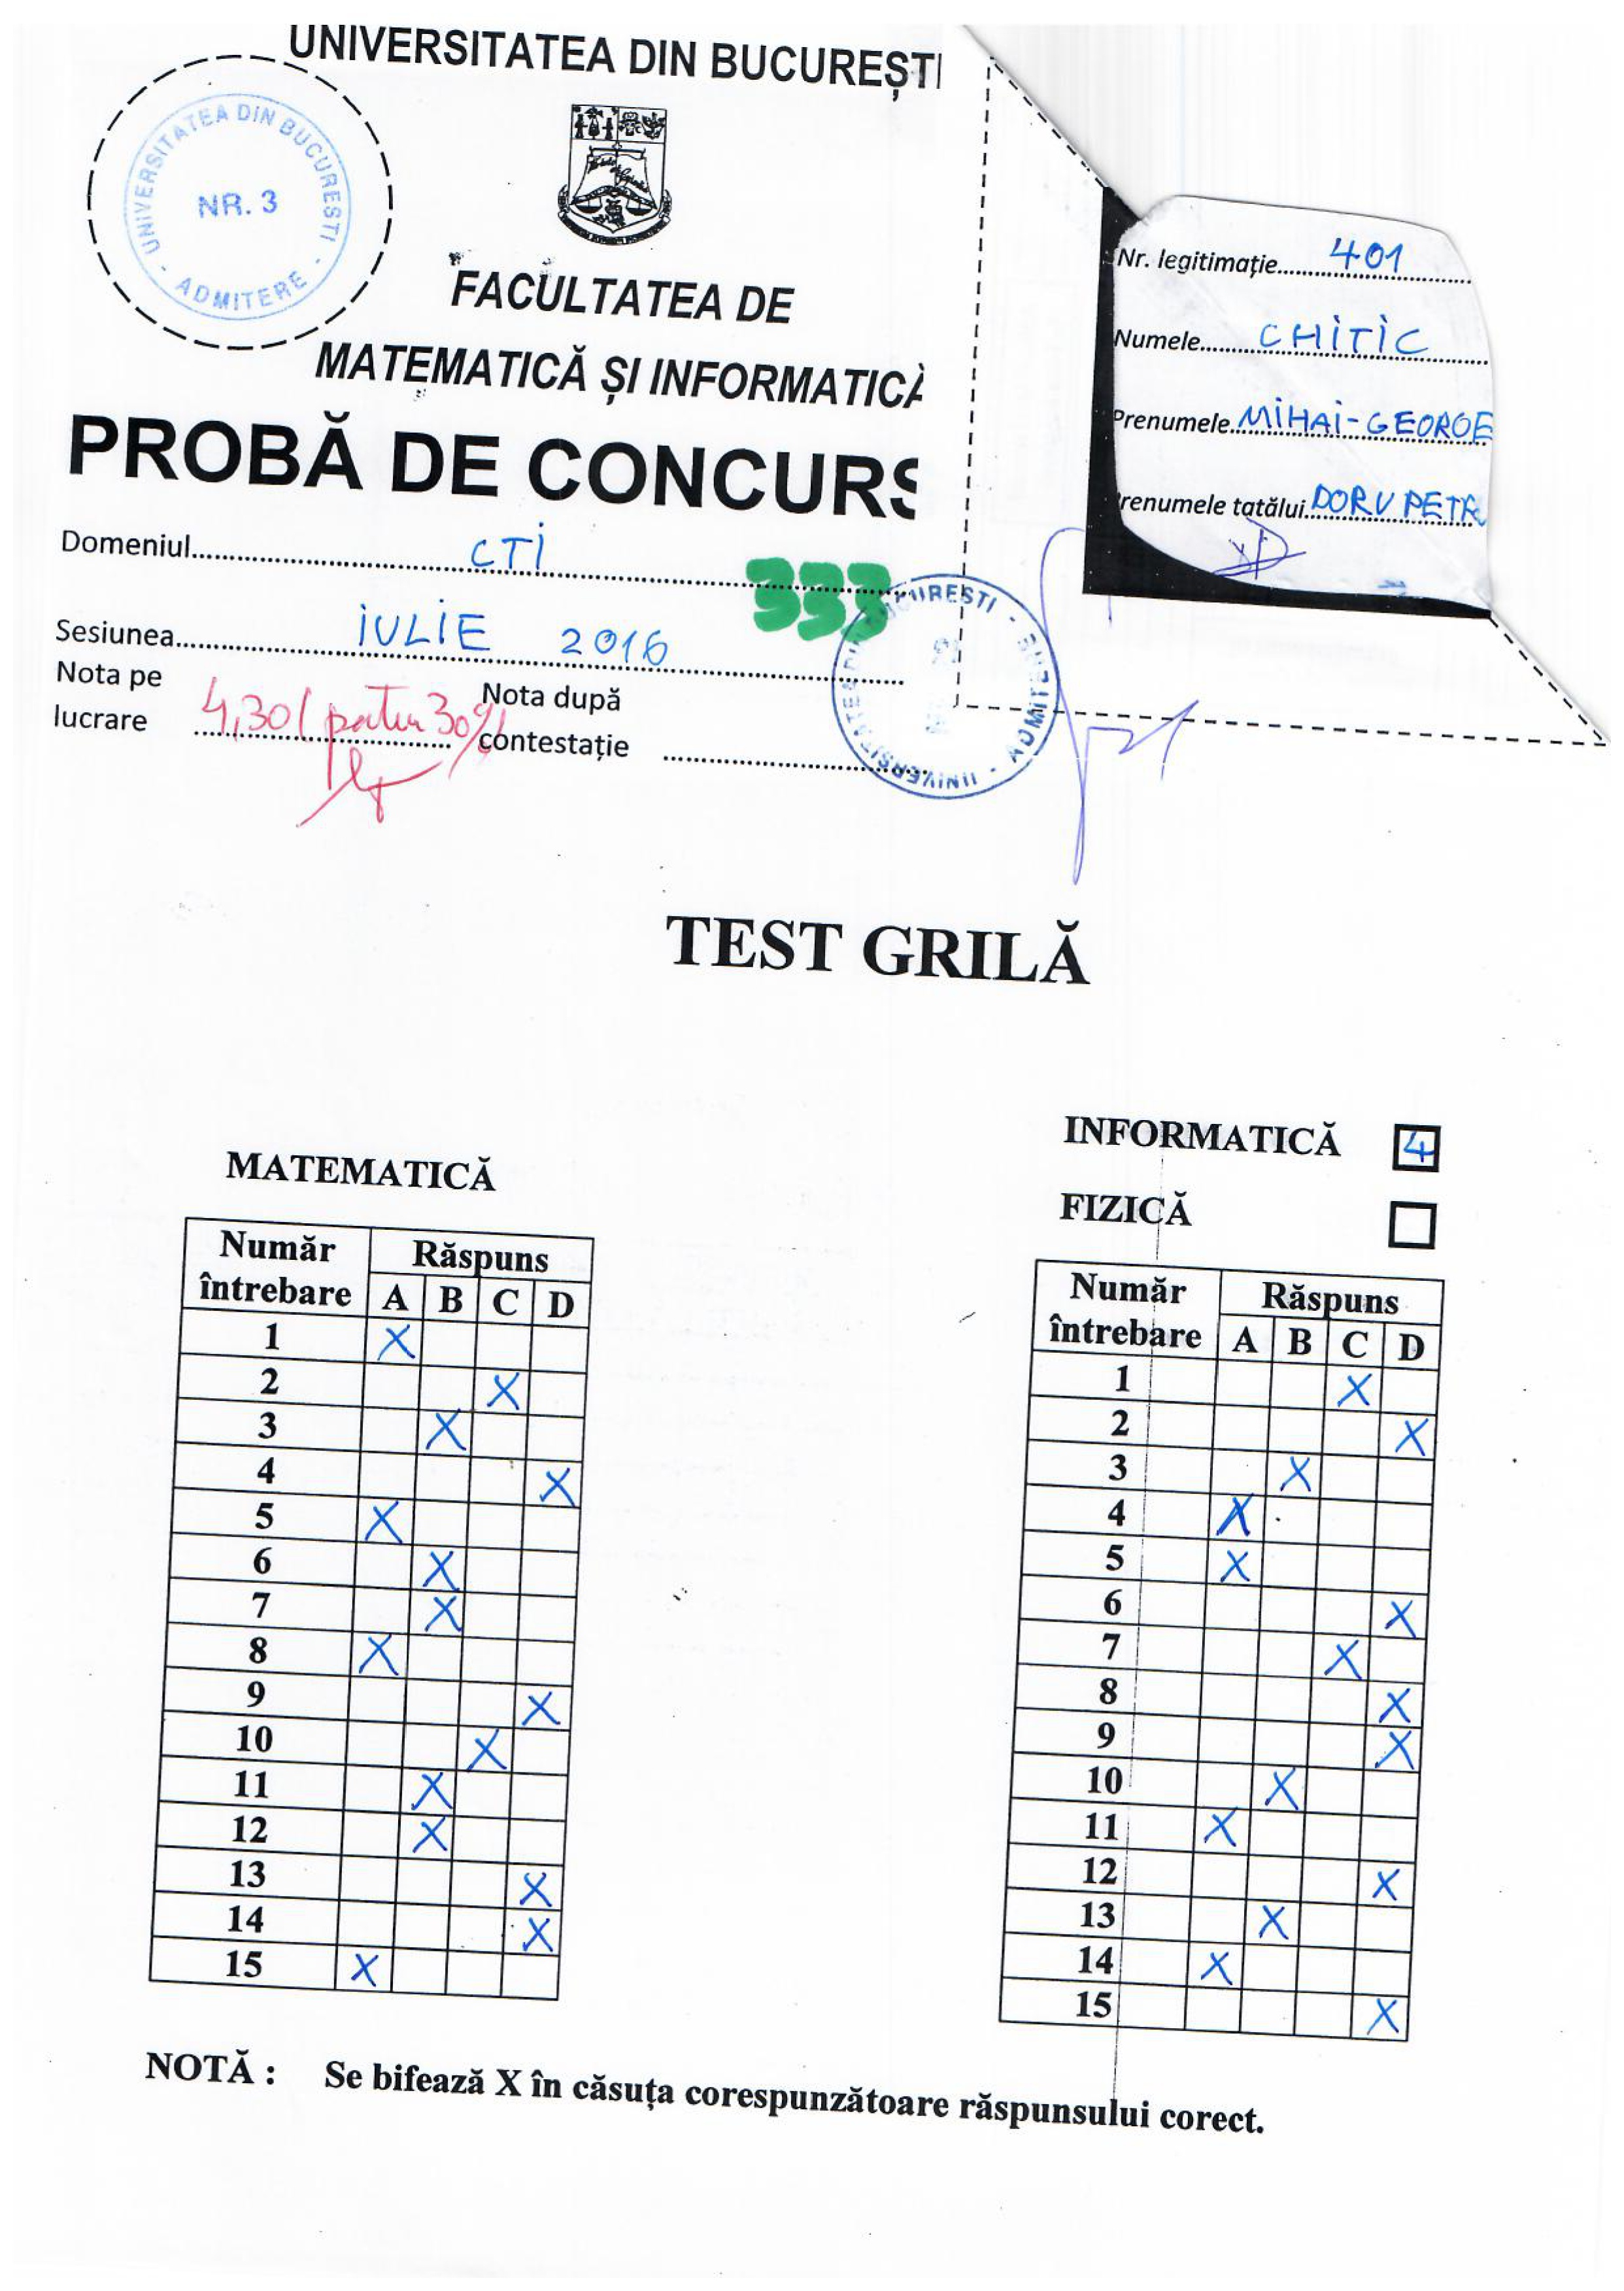 UNIVERSITATEA DIN BUCUREȘTI
UNIVERSITATEA DIN BUCURESTI - ADMITERE -
NR. 3
FACULTATEA DE
MATEMATICĂ ȘI INFORMATICĂ
PROBĂ DE CONCURS
Nr. legitimație 401
Numele CHITIC
Prenumele MIHAI-GEORGE
Prenumele tatălui DORU PETR
Domeniul CTI
333
Sesiunea IULIE 2016
Nota pe lucrare 4,30 (patru 30%)
Nota după contestație
UNIVERSITATEA DIN BUCURESTI - ADMITERE -
TEST GRILĂ
MATEMATICĂ
Număr întrebare Răspuns
A B C D
1 X
2 X
3 X
4 X
5 X
6 X
7 X
8 X
9 X
10 X
11 X
12 X
13 X
14 X
15 X
INFORMATICĂ 4
FIZICĂ
Număr întrebare Răspuns
A B C D
1 X
2 X
3 X
4 X
5 X
6 X
7 X
8 X
9 X
10 X
11 X
12 X
13 X
14 X
15 X
NOTĂ : Se bifează X în căsuța corespunzătoare răspunsului corect.